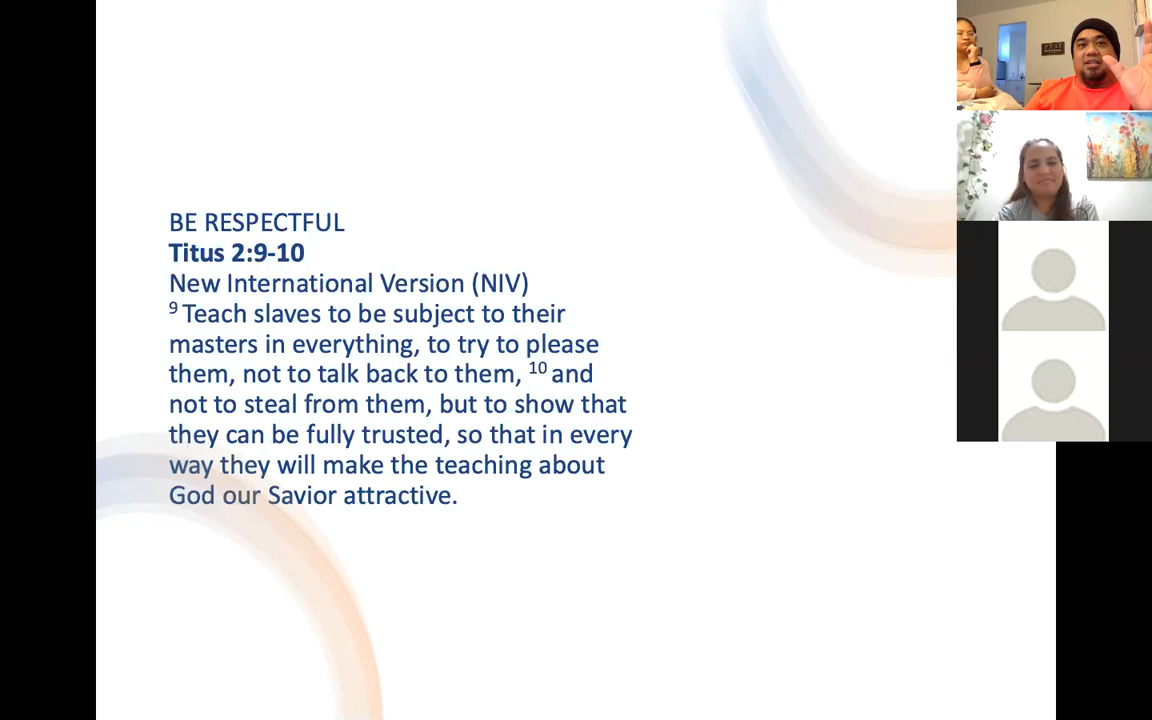 BE RESPECTFUL
Titus 2:9-10
New International Version (NIV)
9 Teach slaves to be subject to their
masters in everything, to try to please
them, not to talk back to them, 10 and
not to steal from them, but to show that
they can be fully trusted, so that in every
way they will make the teaching about
God our Savior attractive.
PRAY